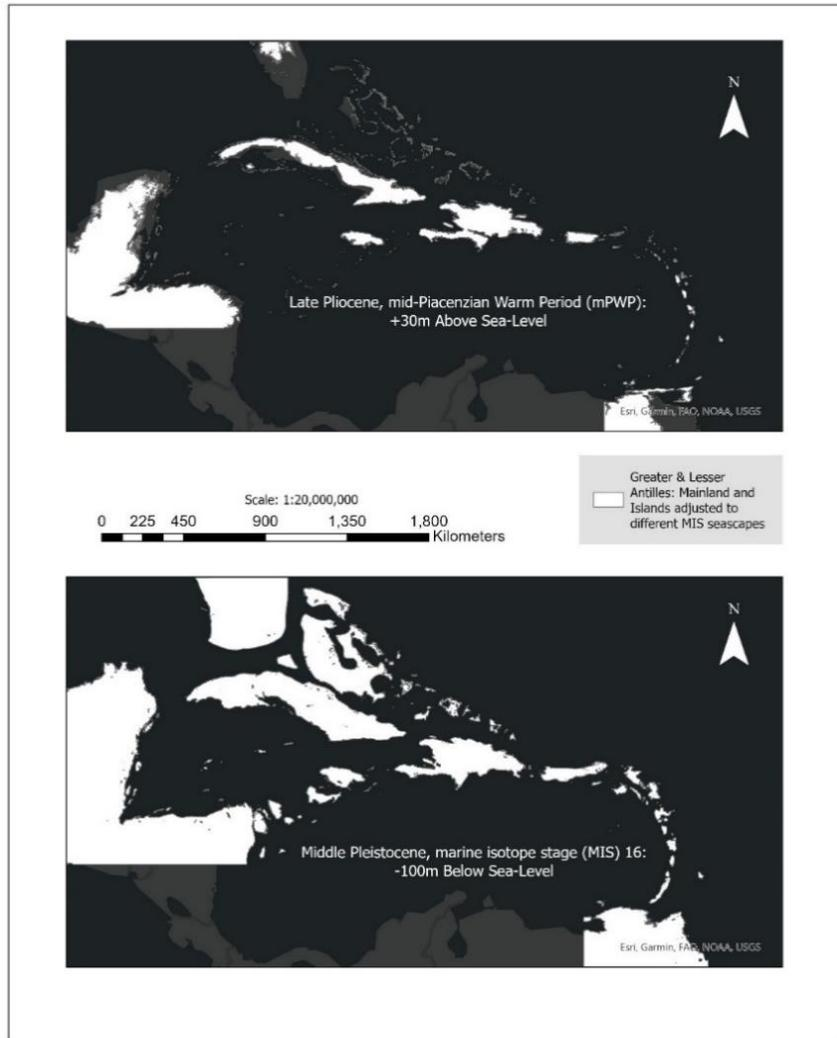 N
Late Pliocene, mid-Piacenzian Warm Period (mPWP):
+30m Above Sea-Level
Esri, Garmin, FAO, NOAA, USGS
Scale: 1:20,000,000
0 225 450 900 1,350 1,800
Kilometers
Greater & Lesser
Antilles: Mainland and
Islands adjusted to
different MIS seascapes
N
Middle Pleistocene, marine isotope stage (MIS) 16:
-100m Below Sea-Level
Esri, Garmin, FAO, NOAA, USGS